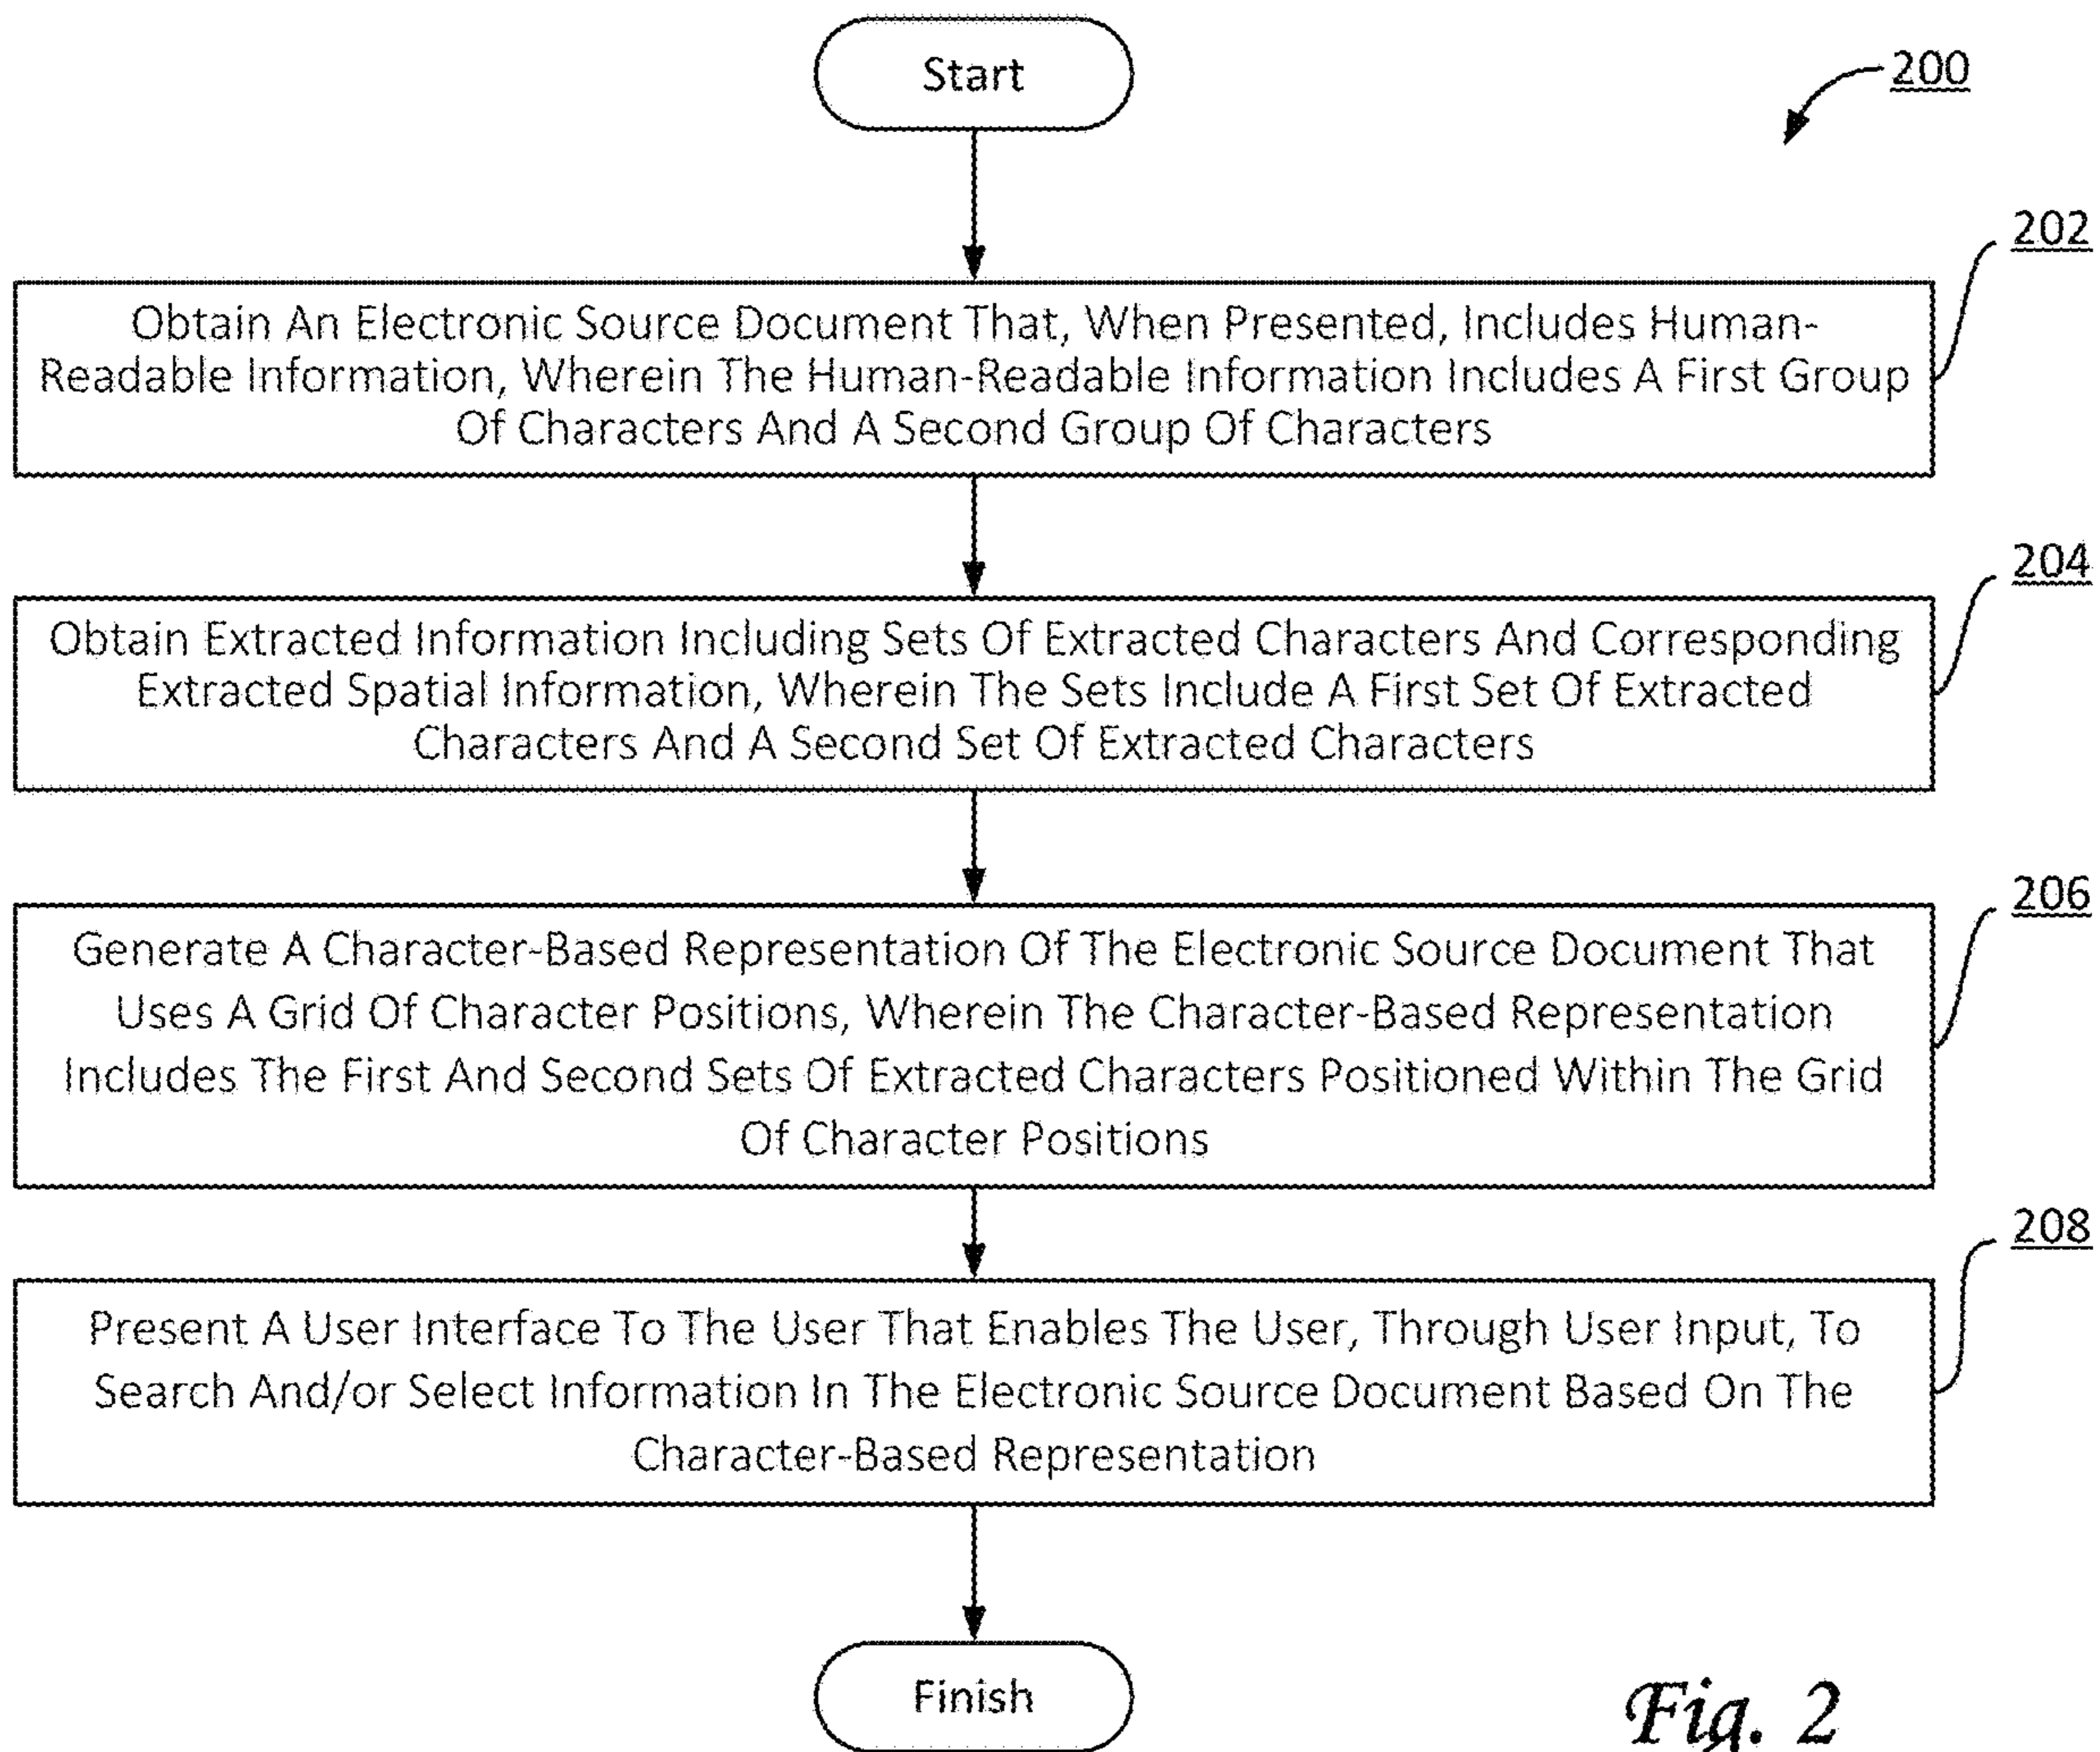 Start
200
202
Obtain An Electronic Source Document That, When Presented, Includes Human-
Readable Information, Wherein The Human-Readable Information Includes A First Group
Of Characters And A Second Group Of Characters
204
Obtain Extracted Information Including Sets Of Extracted Characters And Corresponding
Extracted Spatial Information, Wherein The Sets Include A First Set Of Extracted
Characters And A Second Set Of Extracted Characters
206
Generate A Character-Based Representation Of The Electronic Source Document That
Uses A Grid Of Character Positions, Wherein The Character-Based Representation
Includes The First And Second Sets Of Extracted Characters Positioned Within The Grid
Of Character Positions
208
Present A User Interface To The User That Enables The User, Through User Input, To
Search And/or Select Information In The Electronic Source Document Based On The
Character-Based Representation
Finish
Fig. 2